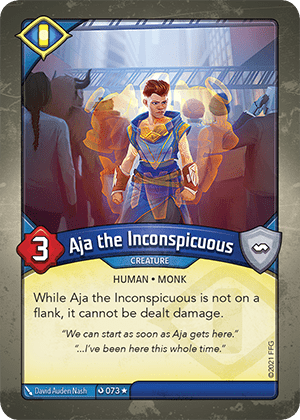 Aja the Inconspicuous
CREATURE
3
HUMAN • MONK
While Aja the Inconspicuous is not on a
flank, it cannot be dealt damage.
“We can start as soon as Aja gets here.”
“...I’ve been here this whole time.”
David Auden Nash
073★
©2021 FFG